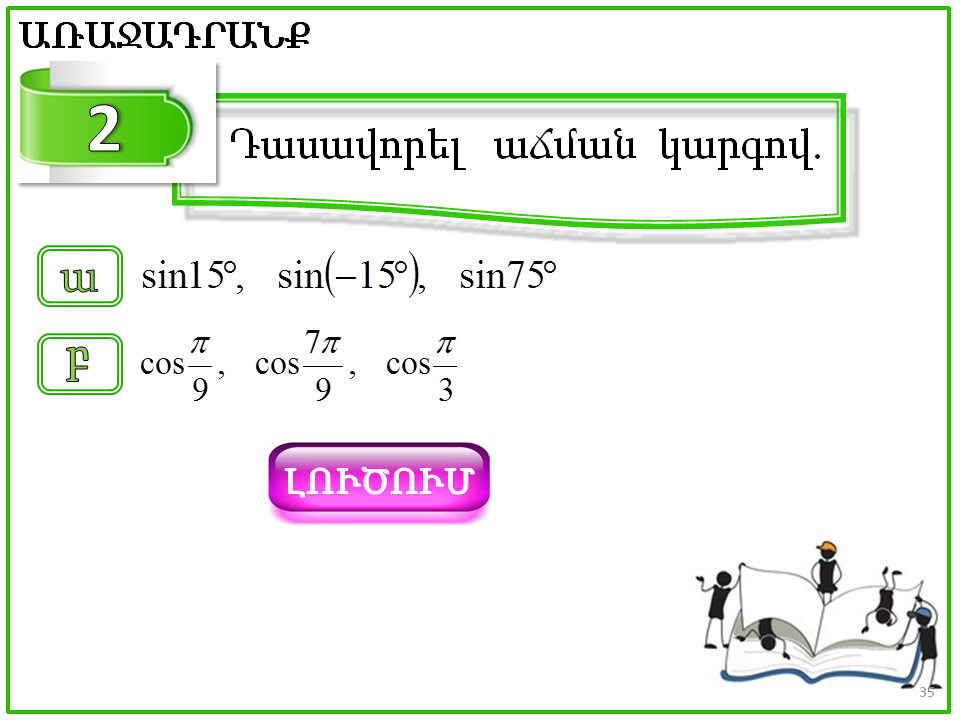 ԱՌԱՋԱԴՐԱՆՔ
2
Դասավորել աճման կարգով.
ա sin15°, sin(−15°), sin75°
բ cos π/9, cos 7π/9, cos π/3
ԼՈՒԾՈՒՄ
35